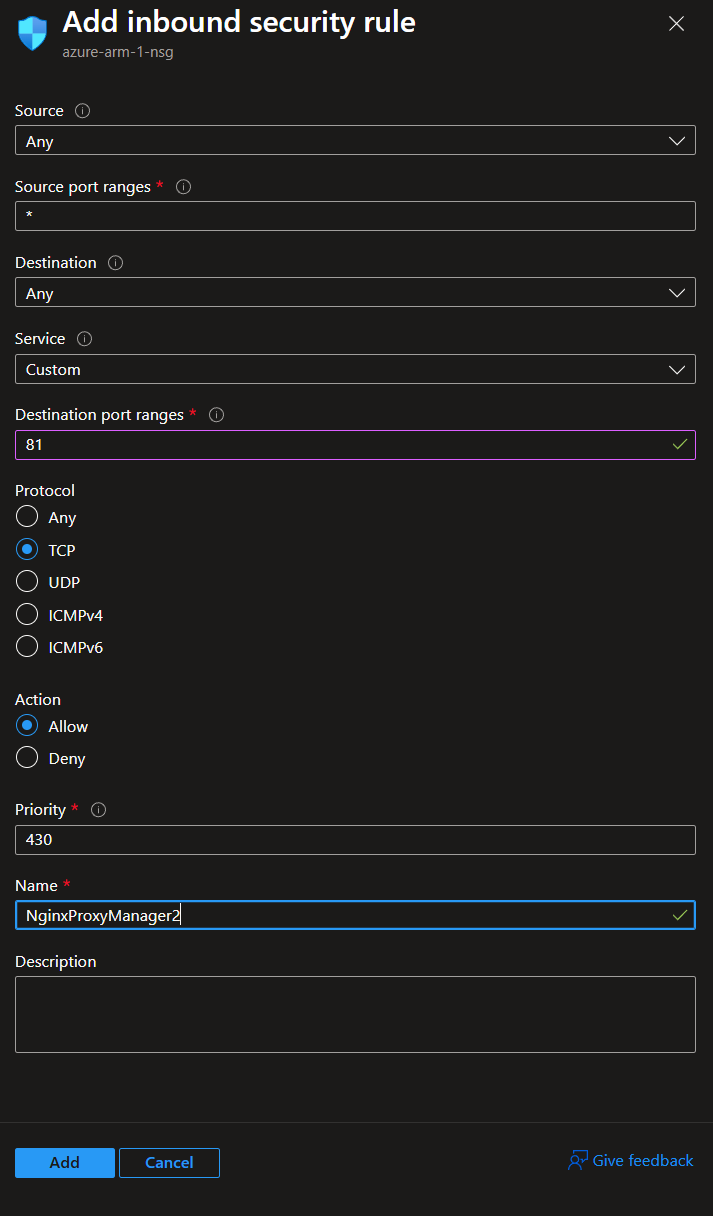 Add inbound security rule
azure-arm-1-nsg
Source
Any
Source port ranges *
*
Destination
Any
Service
Custom
Destination port ranges *
81
Protocol
Any
TCP
UDP
ICMPv4
ICMPv6
Action
Allow
Deny
Priority *
430
Name *
NginxProxyManager2
Description
Add Cancel Give feedback